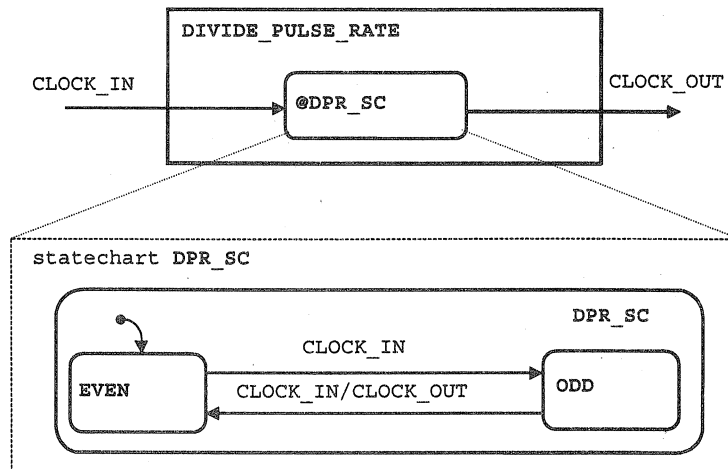 DIVIDE_PULSE_RATE
CLOCK_IN
CLOCK_OUT
@DPR_SC
statechart DPR_SC
DPR_SC
CLOCK_IN
EVEN
CLOCK_IN/CLOCK_OUT
ODD